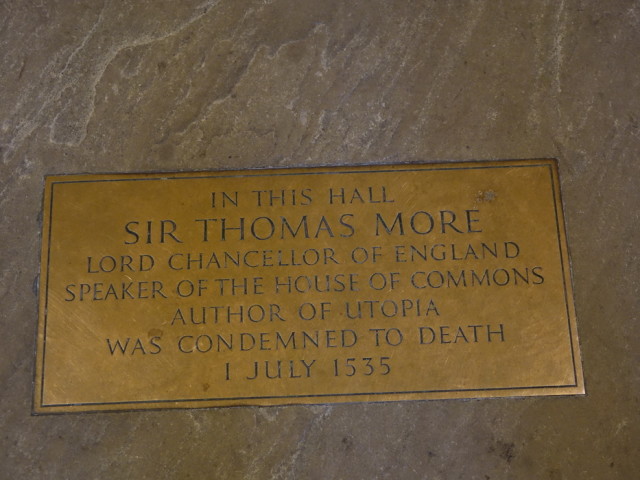 IN THIS HALL
SIR THOMAS MORE
LORD CHANCELLOR OF ENGLAND
SPEAKER OF THE HOUSE OF COMMONS
AUTHOR OF UTOPIA
WAS CONDEMNED TO DEATH
1 JULY 1535